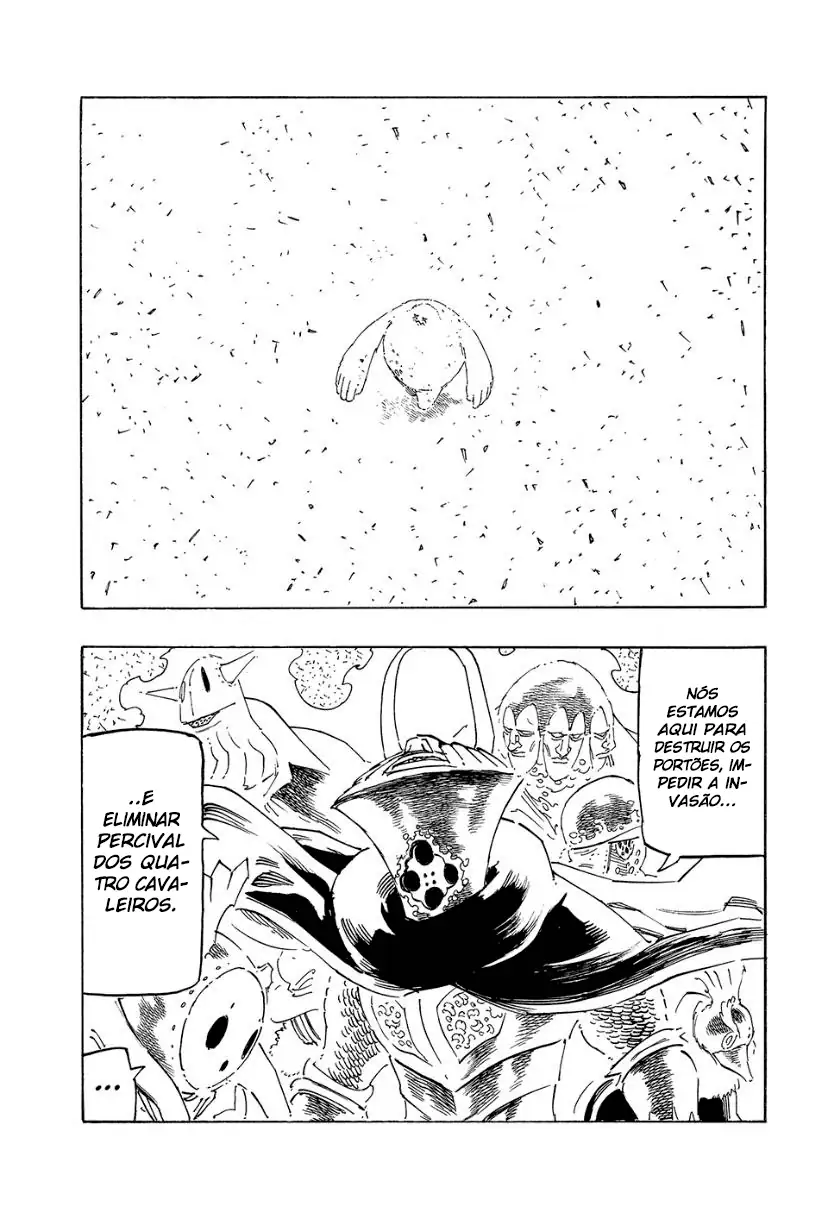 NÓS
ESTAMOS
AQUI PARA
DESTRUIR OS
PORTÕES, IM-
PEDIR A IN-
VASÃO...
..E
ELIMINAR
PERCIVAL
DOS QUA-
TRO CAVA-
LEIROS.
...